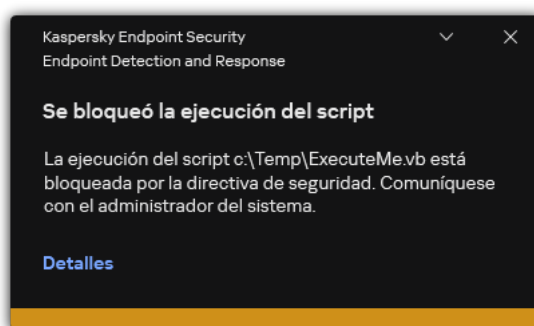 Kaspersky Endpoint Security
Endpoint Detection and Response
Se bloqueó la ejecución del script
La ejecución del script c:\Temp\ExecuteMe.vb está
bloqueada por la directiva de seguridad. Comuníquese
con el administrador del sistema.
Detalles